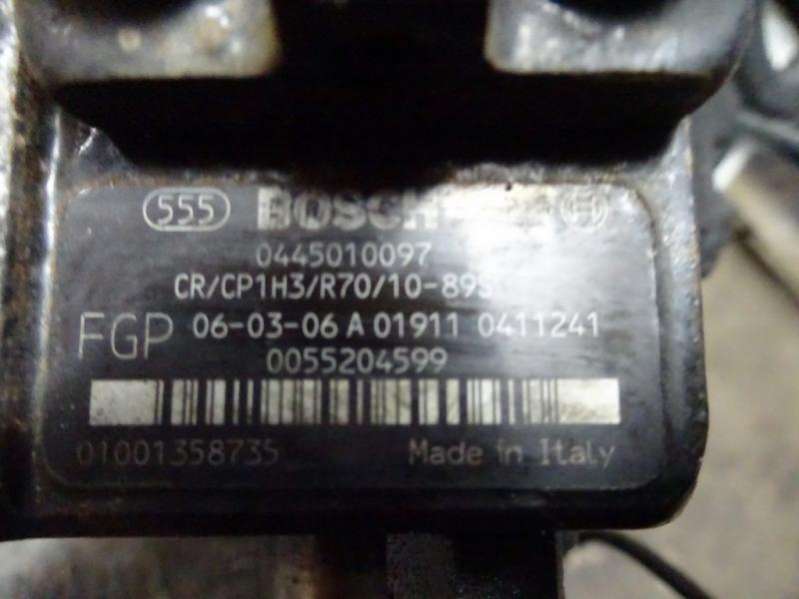 555 BOSCH
0445010097
CR/CP1H3/R70/10-89S
FGP 06-03-06 A 01911 0411241
0055204599
01001358735 Made in Italy